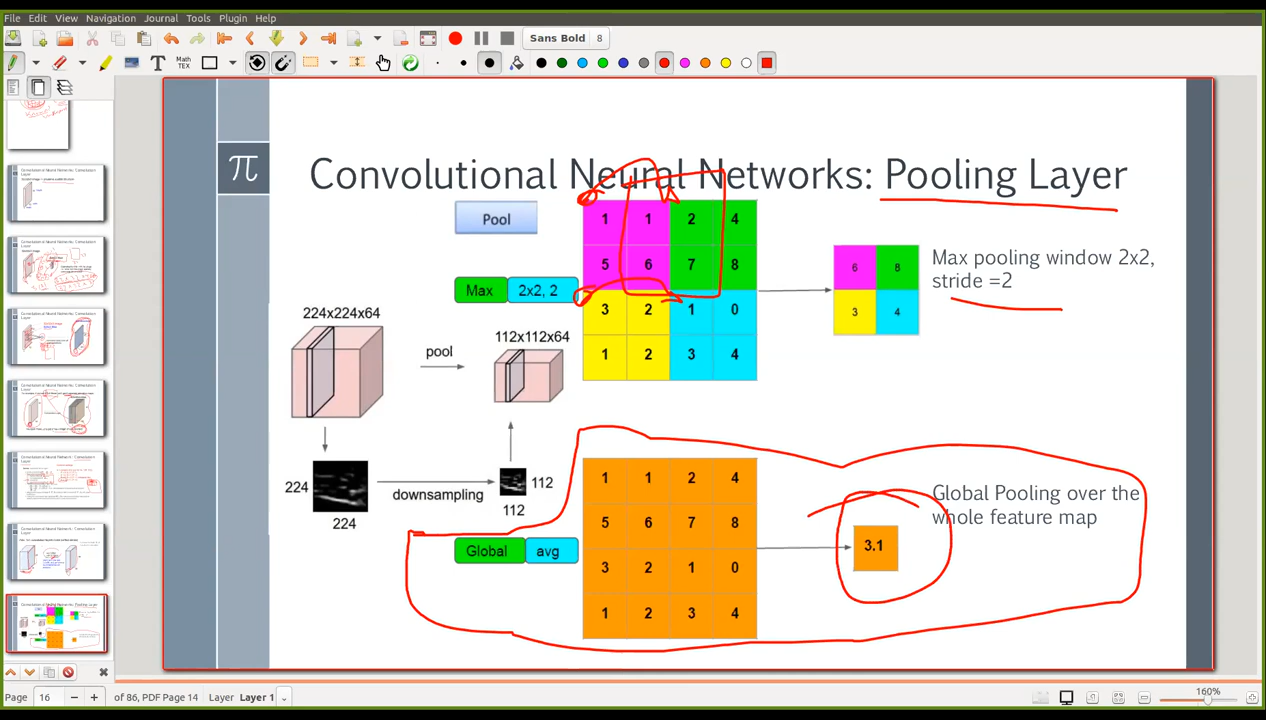 File Edit View Navigation Journal Tools Plugin Help
Sans Bold 8
Math TEX
π
Convolutional Neural Networks: Pooling Layer
Pool
1 1 2 4
5 6 7 8
3 2 1 0
1 2 3 4
Max 2x2, 2
6 8
3 4
Max pooling window 2x2,
stride =2
224x224x64
pool
112x112x64
224
224
downsampling
112
112
Global avg
1 1 2 4
5 6 7 8
3 2 1 0
1 2 3 4
3.1
Global Pooling over the
whole feature map
Page 16 of 86, PDF Page 14 Layer Layer 1
160%